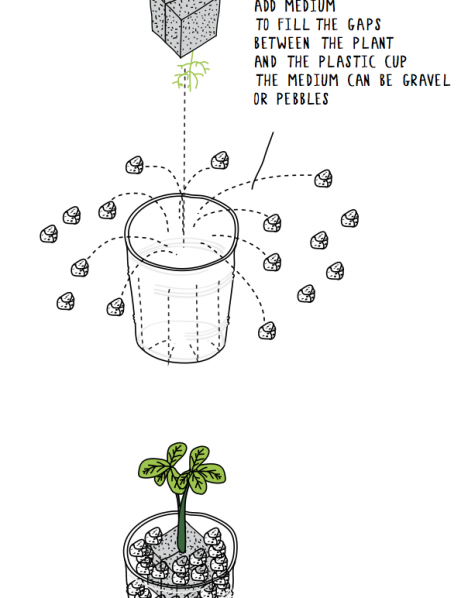 ADD MEDIUM
TO FILL THE GAPS
BETWEEN THE PLANT
AND THE PLASTIC CUP
THE MEDIUM CAN BE GRAVEL
OR PEBBLES